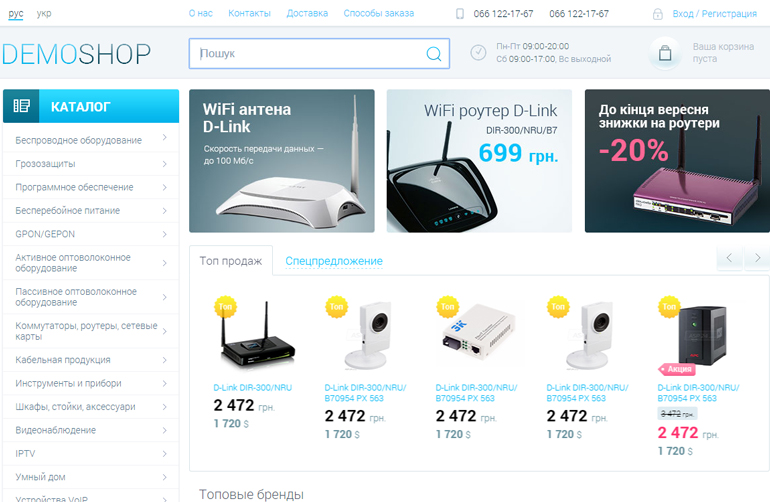 рус укр
О нас Контакты Доставка Способы заказа
066 122-17-67 066 122-17-67
Вход / Регистрация
DEMOSHOP
Пошук
Пн-Пт 09:00-20:00
Сб 09:00-17:00, Вс выходной
Ваша корзина
пуста
КАТАЛОГ
Беспроводное оборудование
Грозозащиты
Програмное обеспечение
Бесперебойное питание
GPON/GEPON
Активное оптоволоконное
оборудование
Пассивное оптоволоконное
оборудование
Коммутаторы, роутеры, сетевые
карты
Кабельная продукция
Инструменты и прибори
Шкафы, стойки, аксессуари
Видеонаблюдение
IPTV
Умный дом
Устройства VoIP
WiFi антена
D-Link
Скорость передачи данных —
до 100 Мб/с
WiFi роутер D-Link
DIR-300/NRU/B7
699 грн.
До кінця вересня
знижки на роутери
-20%
Топ продаж Спецпредложение
Топ
D-Link DIR-300/NRU
2 472 грн.
1 720 $
Топ
D-Link DIR-300/NRU/
B70954 PX 563
2 472 грн.
1 720 $
Топ
D-Link DIR-300/NRU/
B70954 PX 563
2 472 грн.
1 720 $
Топ
D-Link DIR-300/NRU/
B70954 PX 563
2 472 грн.
1 720 $
Топ
Акция
D-Link DIR-300/NRU/
B70954 PX 563
3 472 грн.
2 472 грн.
1 720 $
Топовые бренды